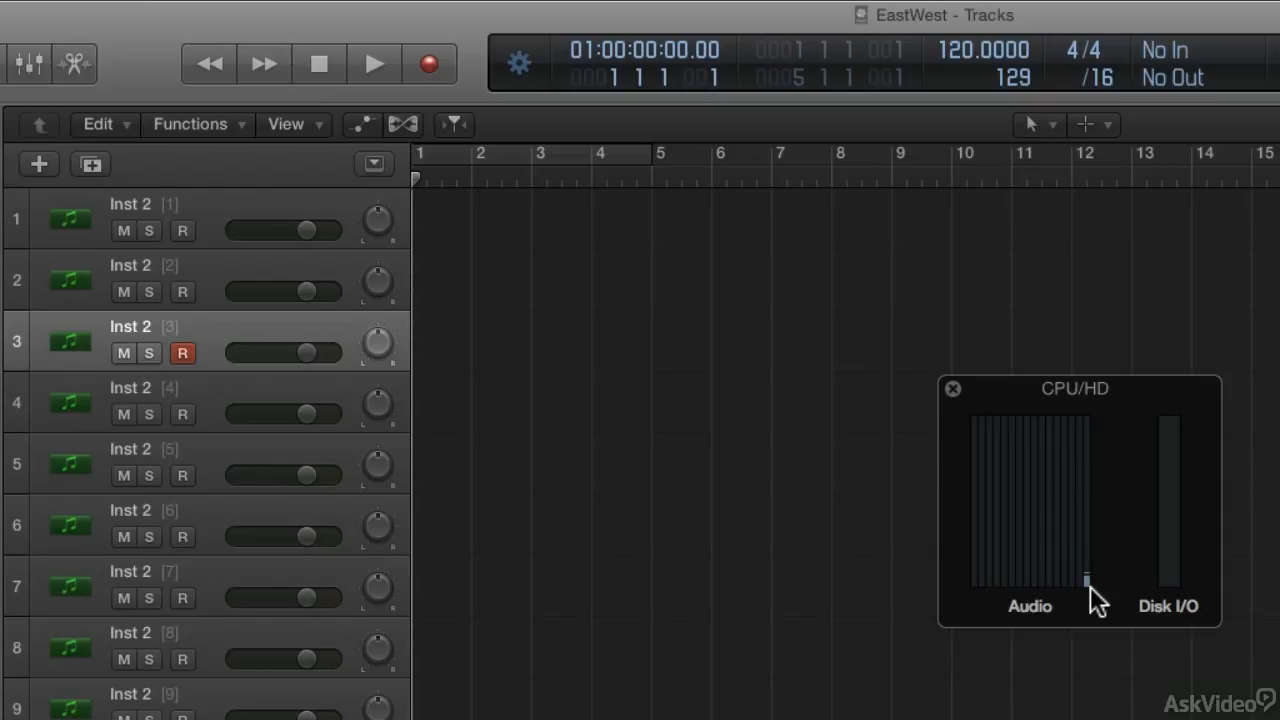 EastWest - Tracks
01:00:00:00.00 0001 1 1 001 120.0000 4/4 No In
0001 1 1 001 0005 1 1 001 129 /16 No Out
Edit Functions View
1 2 3 4 5 6 7 8 9 10 11 12 13 14 15
1 Inst 2 [1]
M S R L R
2 Inst 2 [2]
M S R L R
3 Inst 2 [3]
M S R L R
4 Inst 2 [4]
M S R L R
5 Inst 2 [5]
M S R L R
6 Inst 2 [6]
M S R L R
7 Inst 2 [7]
M S R L R
8 Inst 2 [8]
M S R L R
9 Inst 2 [9]
M S R
CPU/HD
Audio Disk I/O
AskVideo